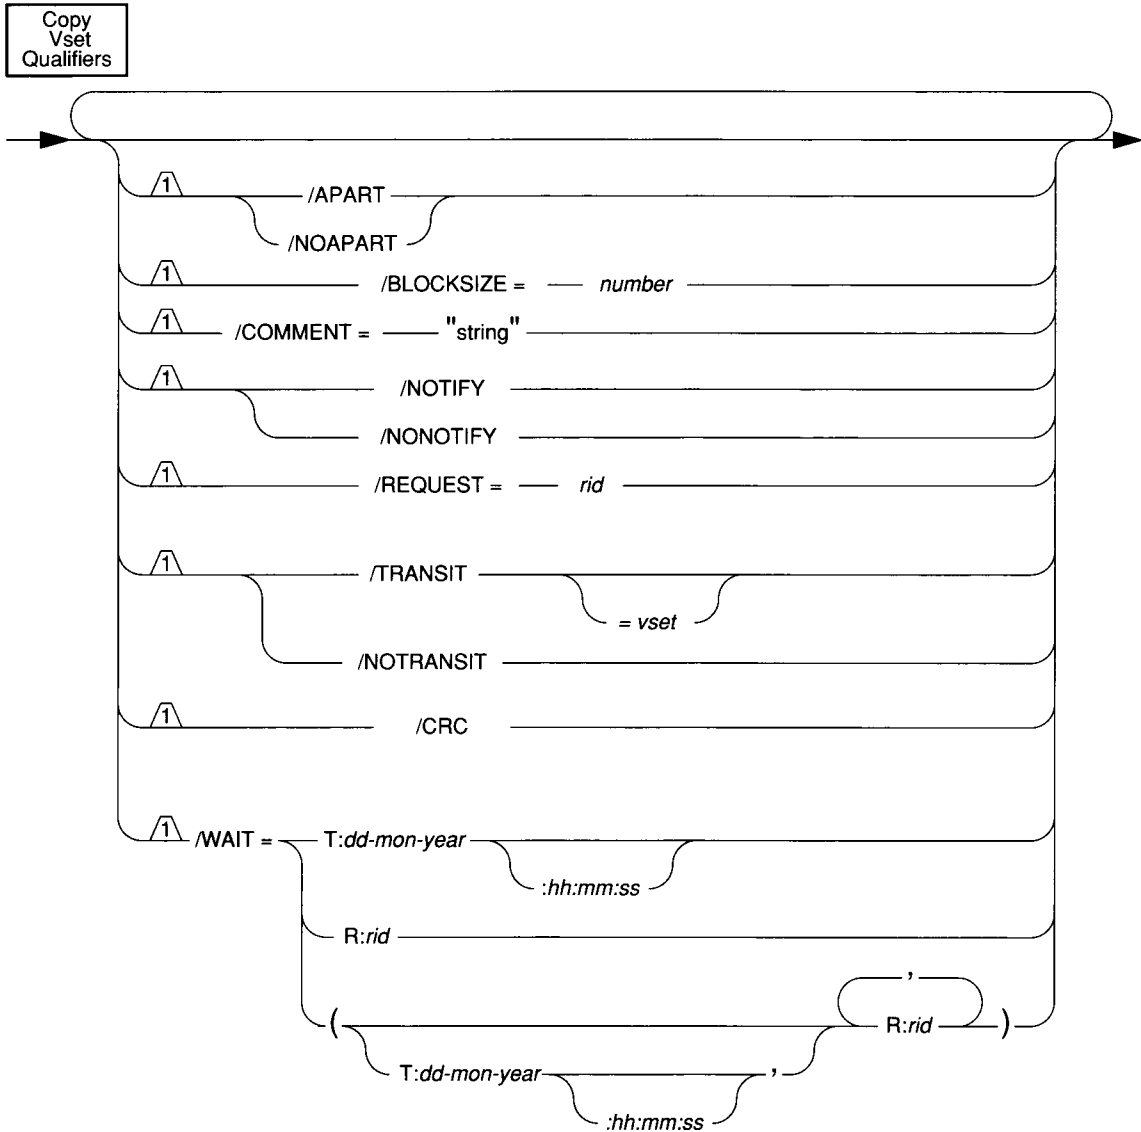 Copy
Vset
Qualifiers
1 /APART
/NOAPART
1 /BLOCKSIZE = number
1 /COMMENT = "string"
1 /NOTIFY
/NONOTIFY
1 /REQUEST = rid
1 /TRANSIT
= vset
/NOTRANSIT
1 /CRC
1 /WAIT = T:dd-mon-year
:hh:mm:ss
R:rid
,
( R:rid )
T:dd-mon-year ,
:hh:mm:ss